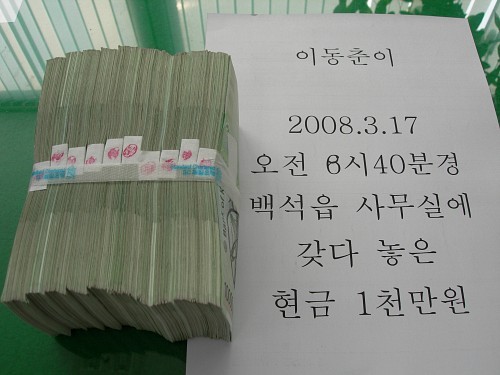 이동춘이
2008.3.17
오전 6시40분경
백석읍 사무실에
갖다 놓은
현금 1천만원